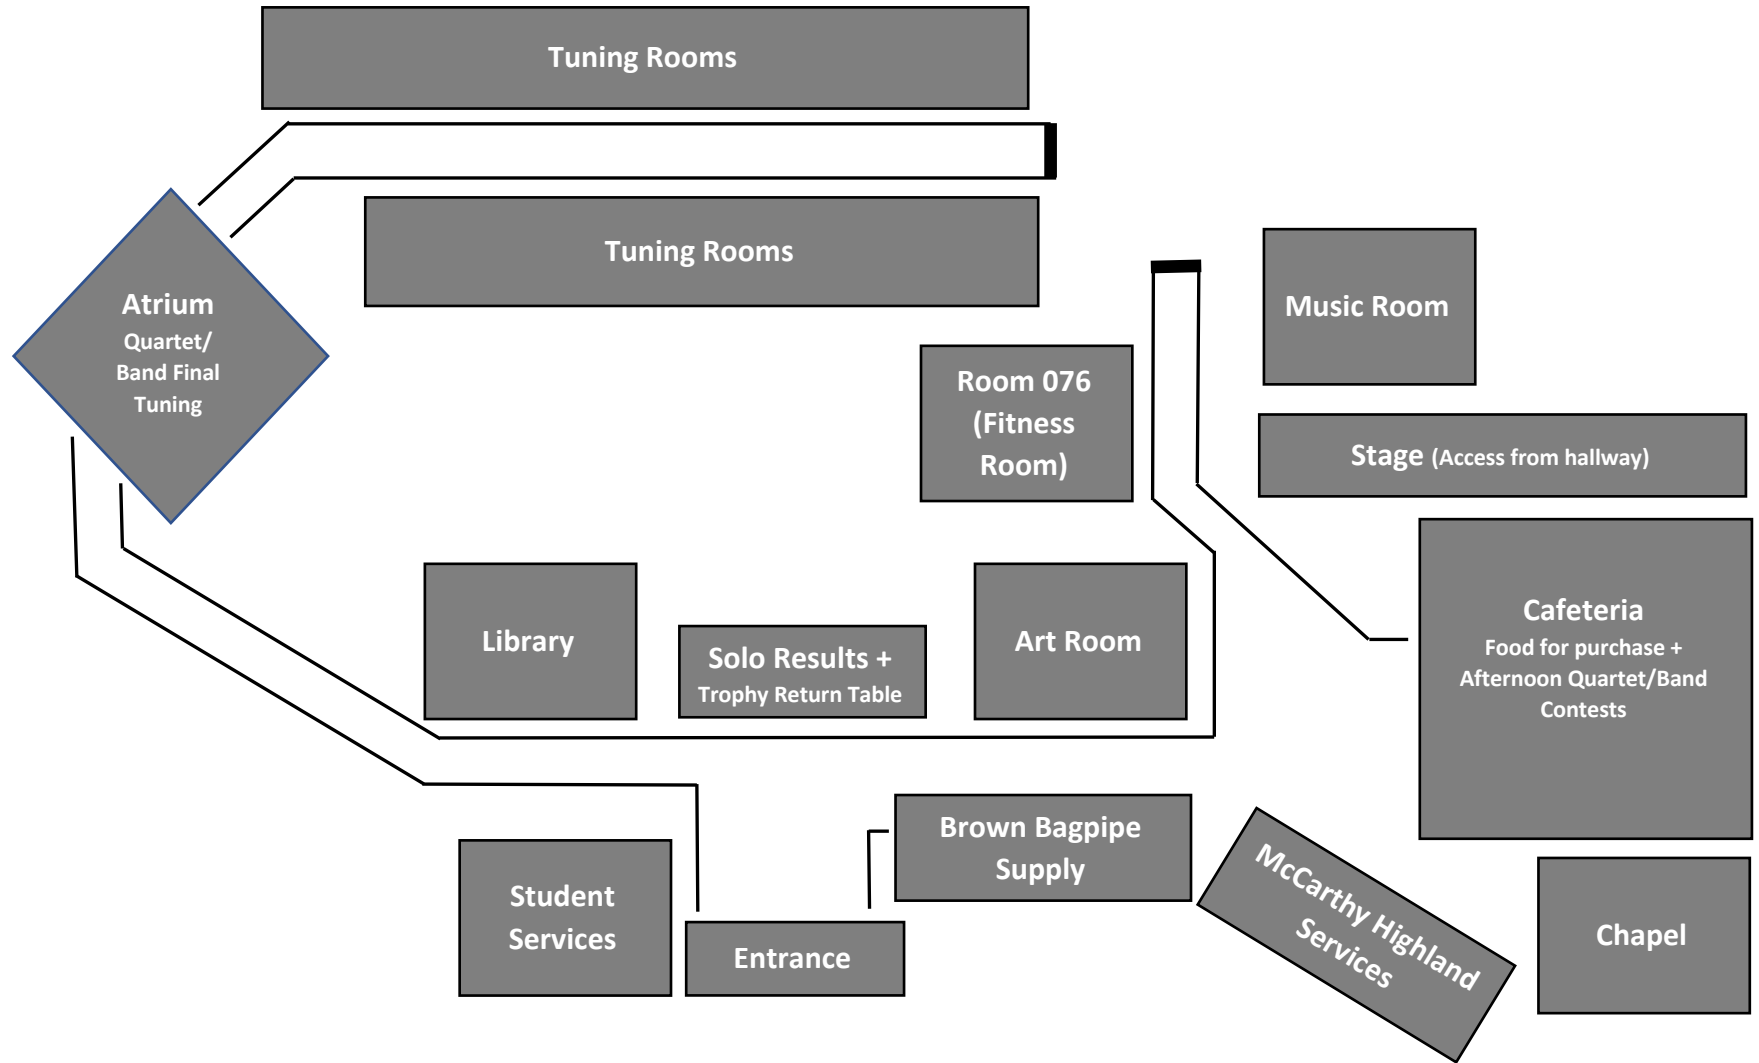 Tuning Rooms
Tuning Rooms
Atrium
Quartet/
Band Final
Tuning
Music Room
Room 076
(Fitness
Room)
Stage (Access from hallway)
Library
Solo Results +
Trophy Return Table
Art Room
Cafeteria
Food for purchase +
Afternoon Quartet/Band
Contests
Student
Services
Entrance
Brown Bagpipe
Supply
McCarthy Highland
Services
Chapel